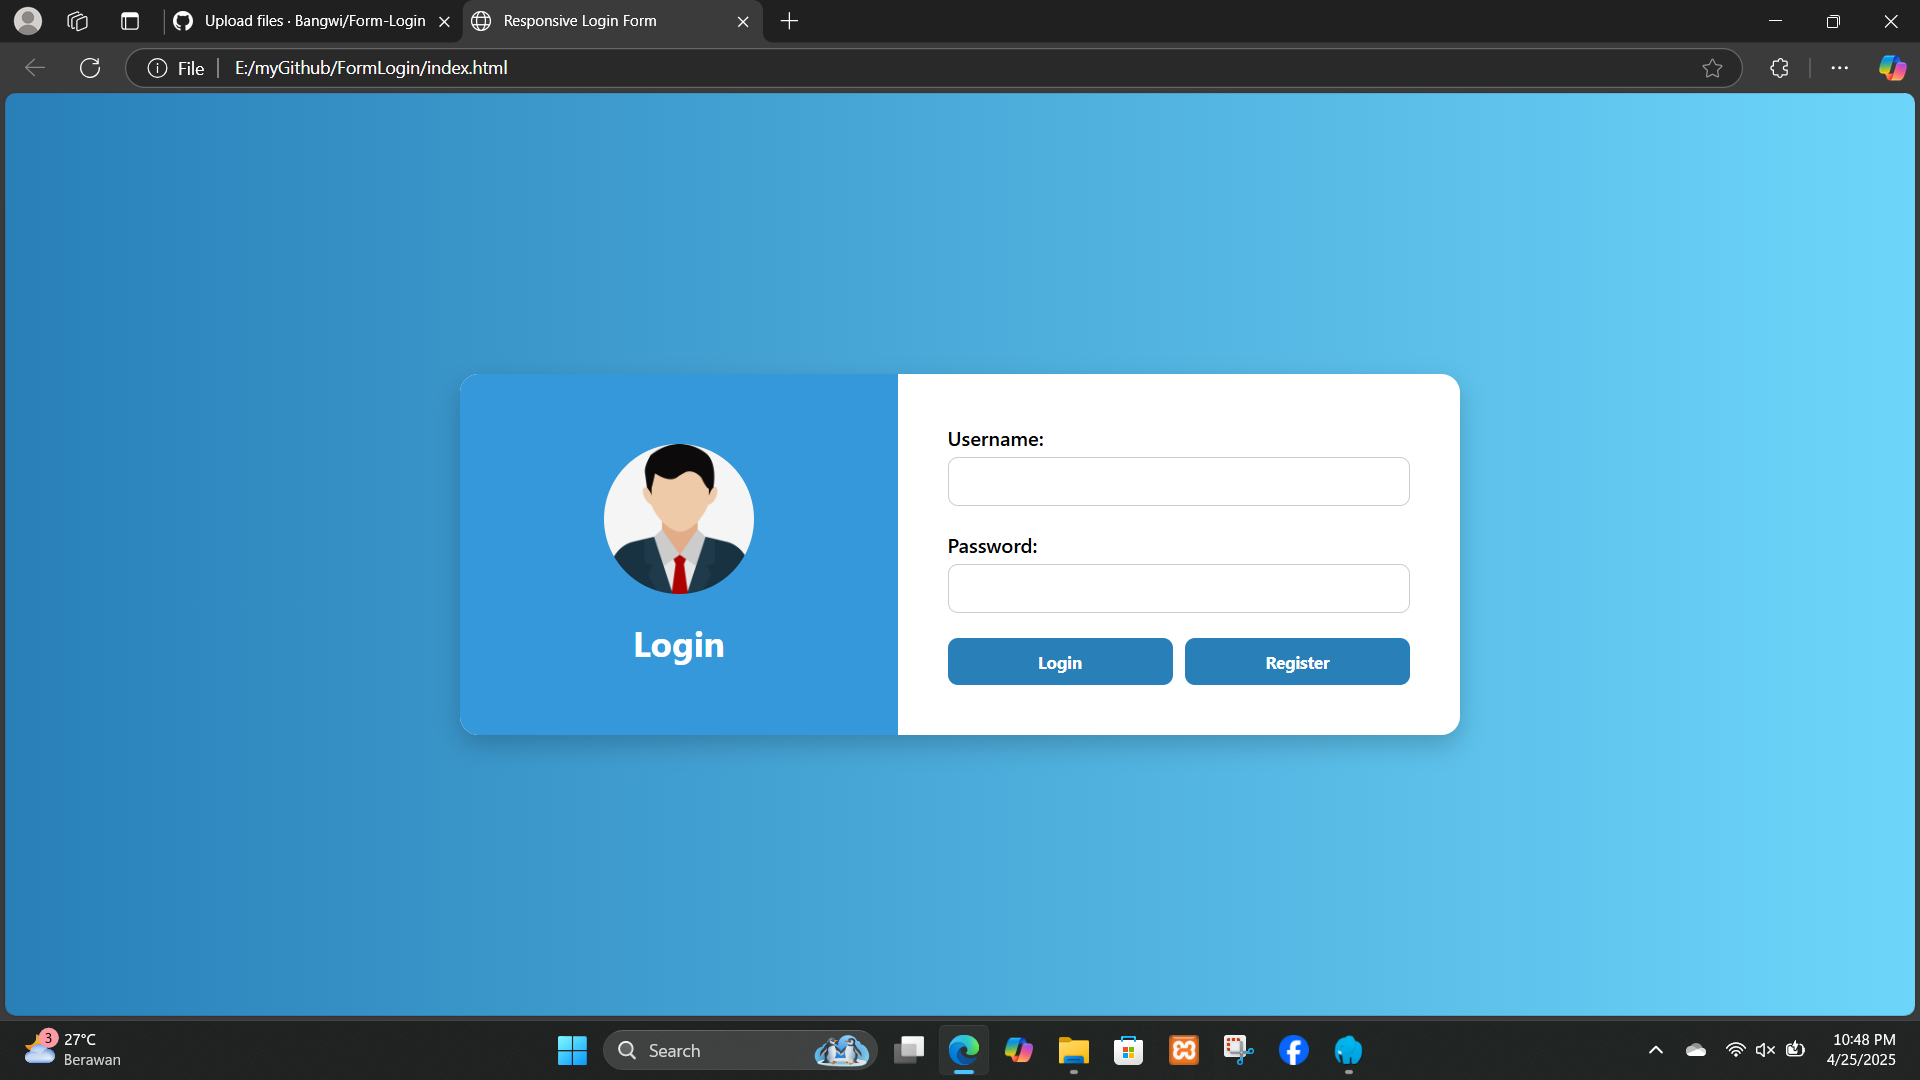 Upload files · Bangwi/Form-Login
Responsive Login Form
File
E:/myGithub/FormLogin/index.html
Login
Username:
Password:
Login
Register
3
27°C
Berawan
Search
10:48 PM
4/25/2025